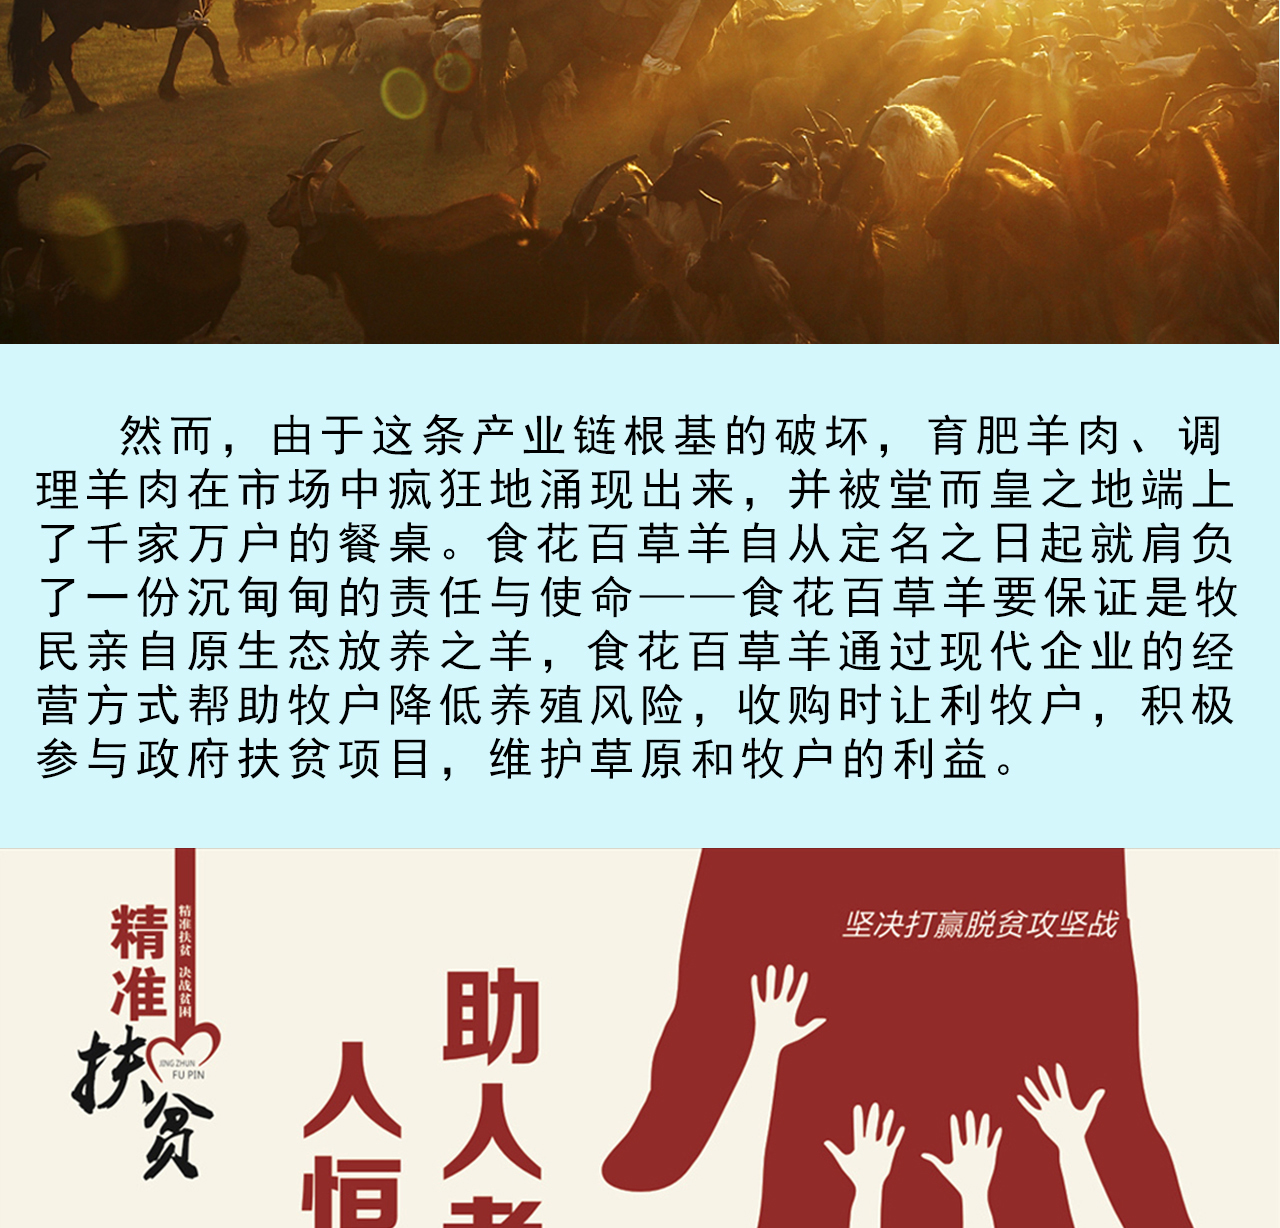 然而，由于这条产业链根基的破坏，育肥羊肉、调
理羊肉在市场中疯狂地涌现出来，并被堂而皇之地端上
了千家万户的餐桌。食花百草羊自从定名之日起就肩负
了一份沉甸甸的责任与使命——食花百草羊要保证是牧
民亲自原生态放养之羊，食花百草羊通过现代企业的经
营方式帮助牧户降低养殖风险，收购时让利牧户，积极
参与政府扶贫项目，维护草原和牧户的利益。
精准
扶贫
精准扶贫 决战贫困
JING ZHUN
FU PIN
助人
人恒
坚决打赢脱贫攻坚战